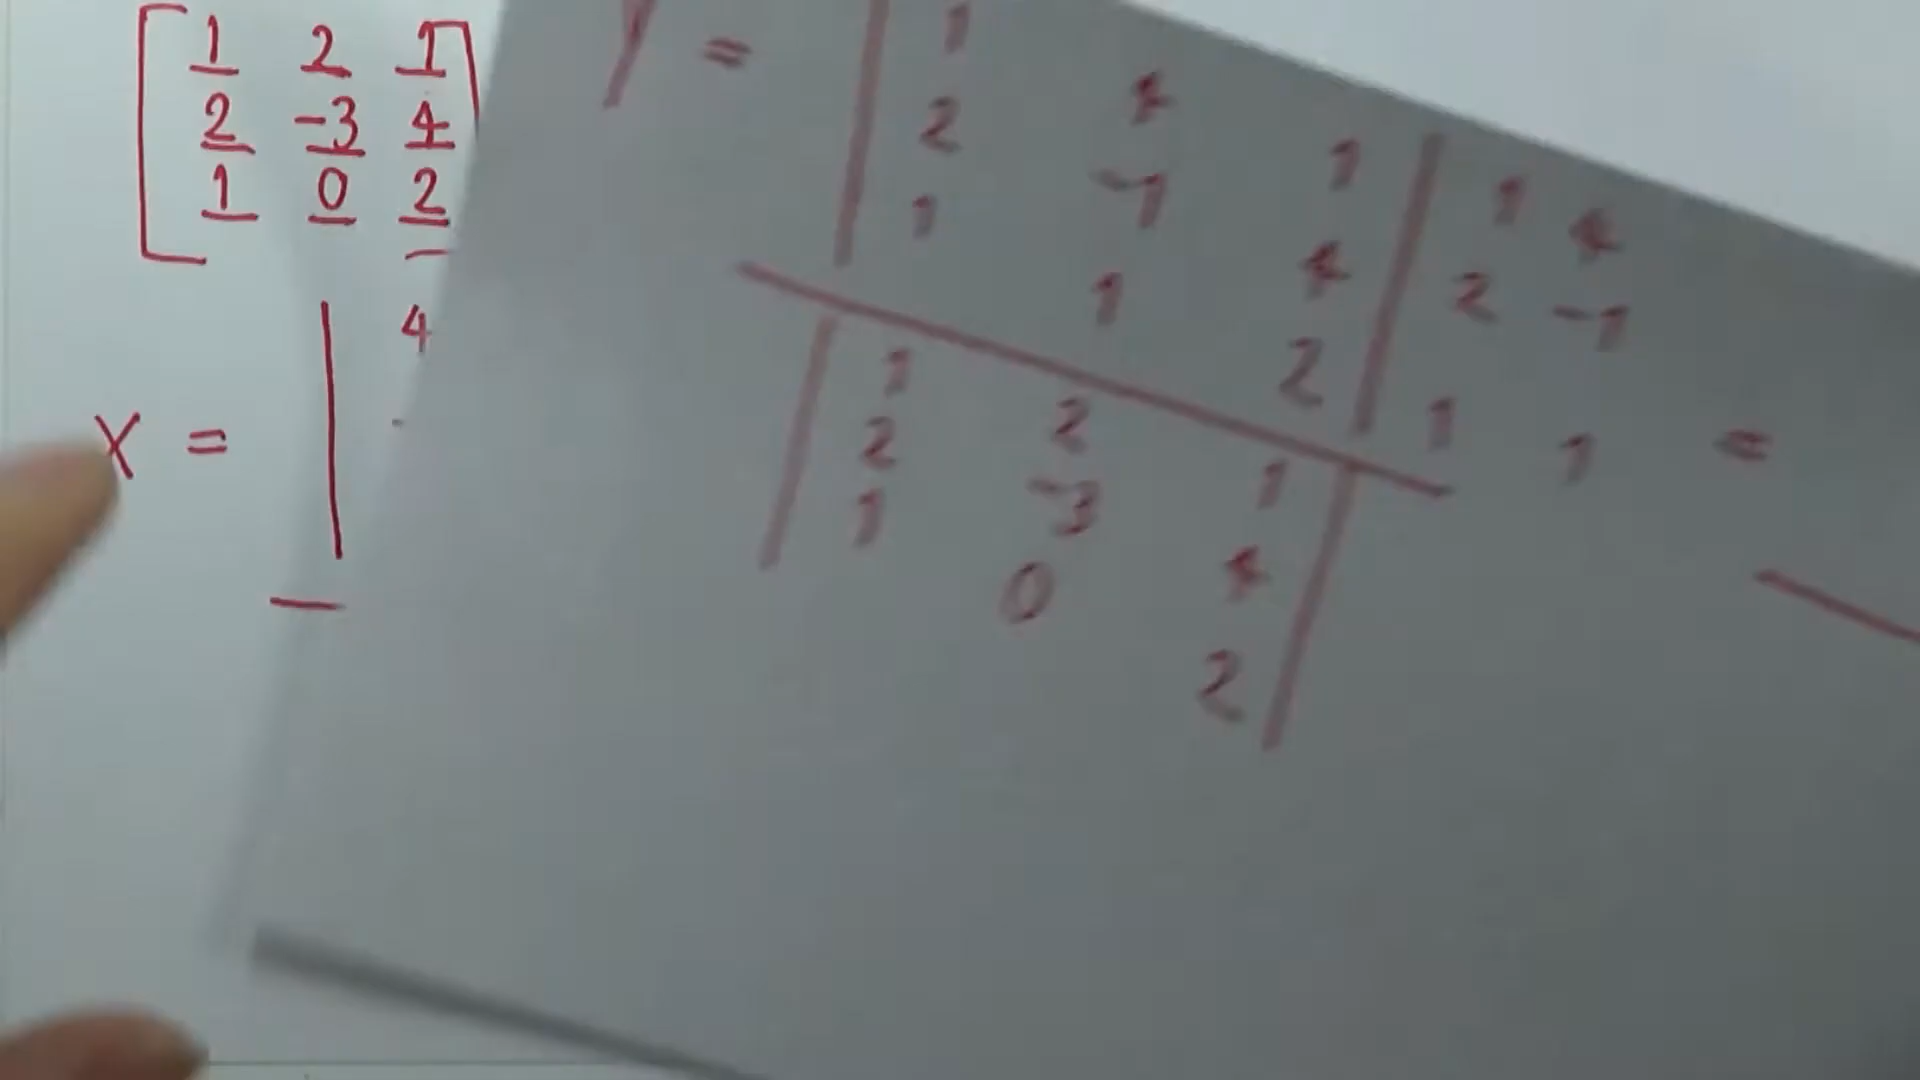 1 2 1
2 -3 4
1 0 2
4
X =
Y =
1 4 1 1 4
2 -1 4 2 -1
1 1 2 1 1 =
1 2 1
2 -3 4
1 0 2